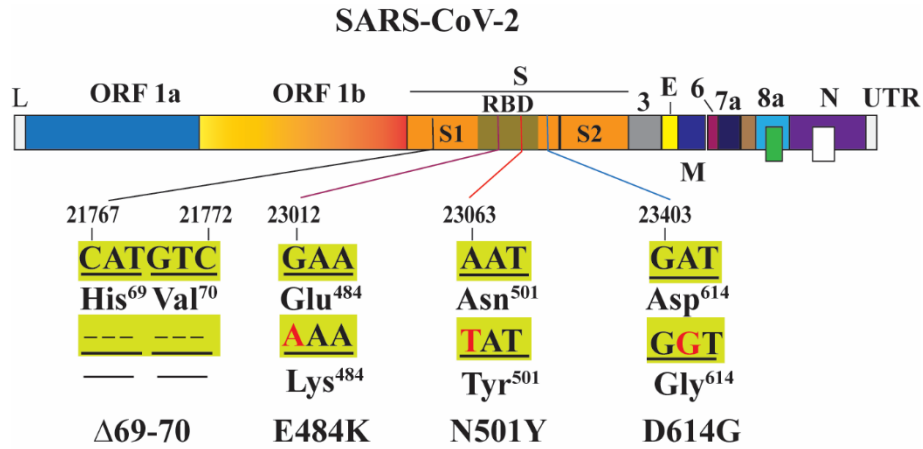 SARS-CoV-2
S
L ORF 1a ORF 1b RBD 3 E 6 7a 8a N UTR
S1 S2
M
21767 21772 23012 23063 23403
CATGTC GAA AAT GAT
His⁶⁹ Val⁷⁰ Glu⁴⁸⁴ Asn⁵⁰¹ Asp⁶¹⁴
--- --- AAA TAT GGT
Lys⁴⁸⁴ Tyr⁵⁰¹ Gly⁶¹⁴
Δ69-70 E484K N501Y D614G